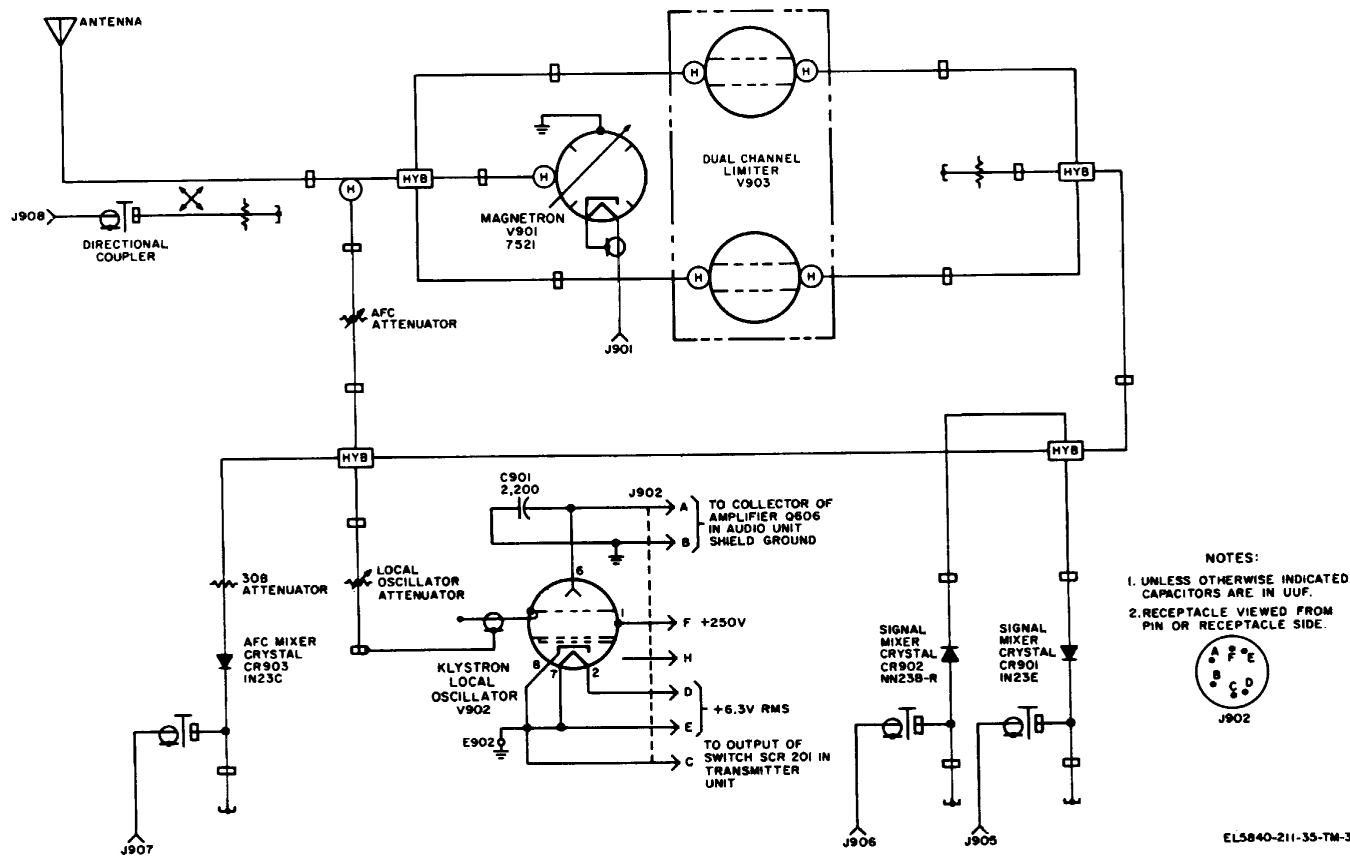 ANTENNA
H
H
DUAL CHANNEL
LIMITER
V903
HYB
H
MAGNETRON
V901
7521
HYB
H
J908
DIRECTIONAL
COUPLER
H
H
J901
AFC
ATTENUATOR
HYB
HYB
C901
2,200
J902
A
B
TO COLLECTOR OF
AMPLIFIER Q606
IN AUDIO UNIT
SHIELD GROUND
6
1
F +250V
H
8
7
2
D
E
+6.3V RMS
C
TO OUTPUT OF
SWITCH SCR 201 IN
TRANSMITTER
UNIT
E902
KLYSTRON
LOCAL
OSCILLATOR
V902
LOCAL
OSCILLATOR
ATTENUATOR
30B
ATTENUATOR
AFC MIXER
CRYSTAL
CR903
IN23C
J907
SIGNAL
MIXER
CRYSTAL
CR902
NN23B-R
SIGNAL
MIXER
CRYSTAL
CR901
IN23E
J906
J905
NOTES:
1. UNLESS OTHERWISE INDICATED
CAPACITORS ARE IN UUF.
2. RECEPTACLE VIEWED FROM
PIN OR RECEPTACLE SIDE.
A
F
E
B
C
D
J902
EL5840-211-35-TM-3